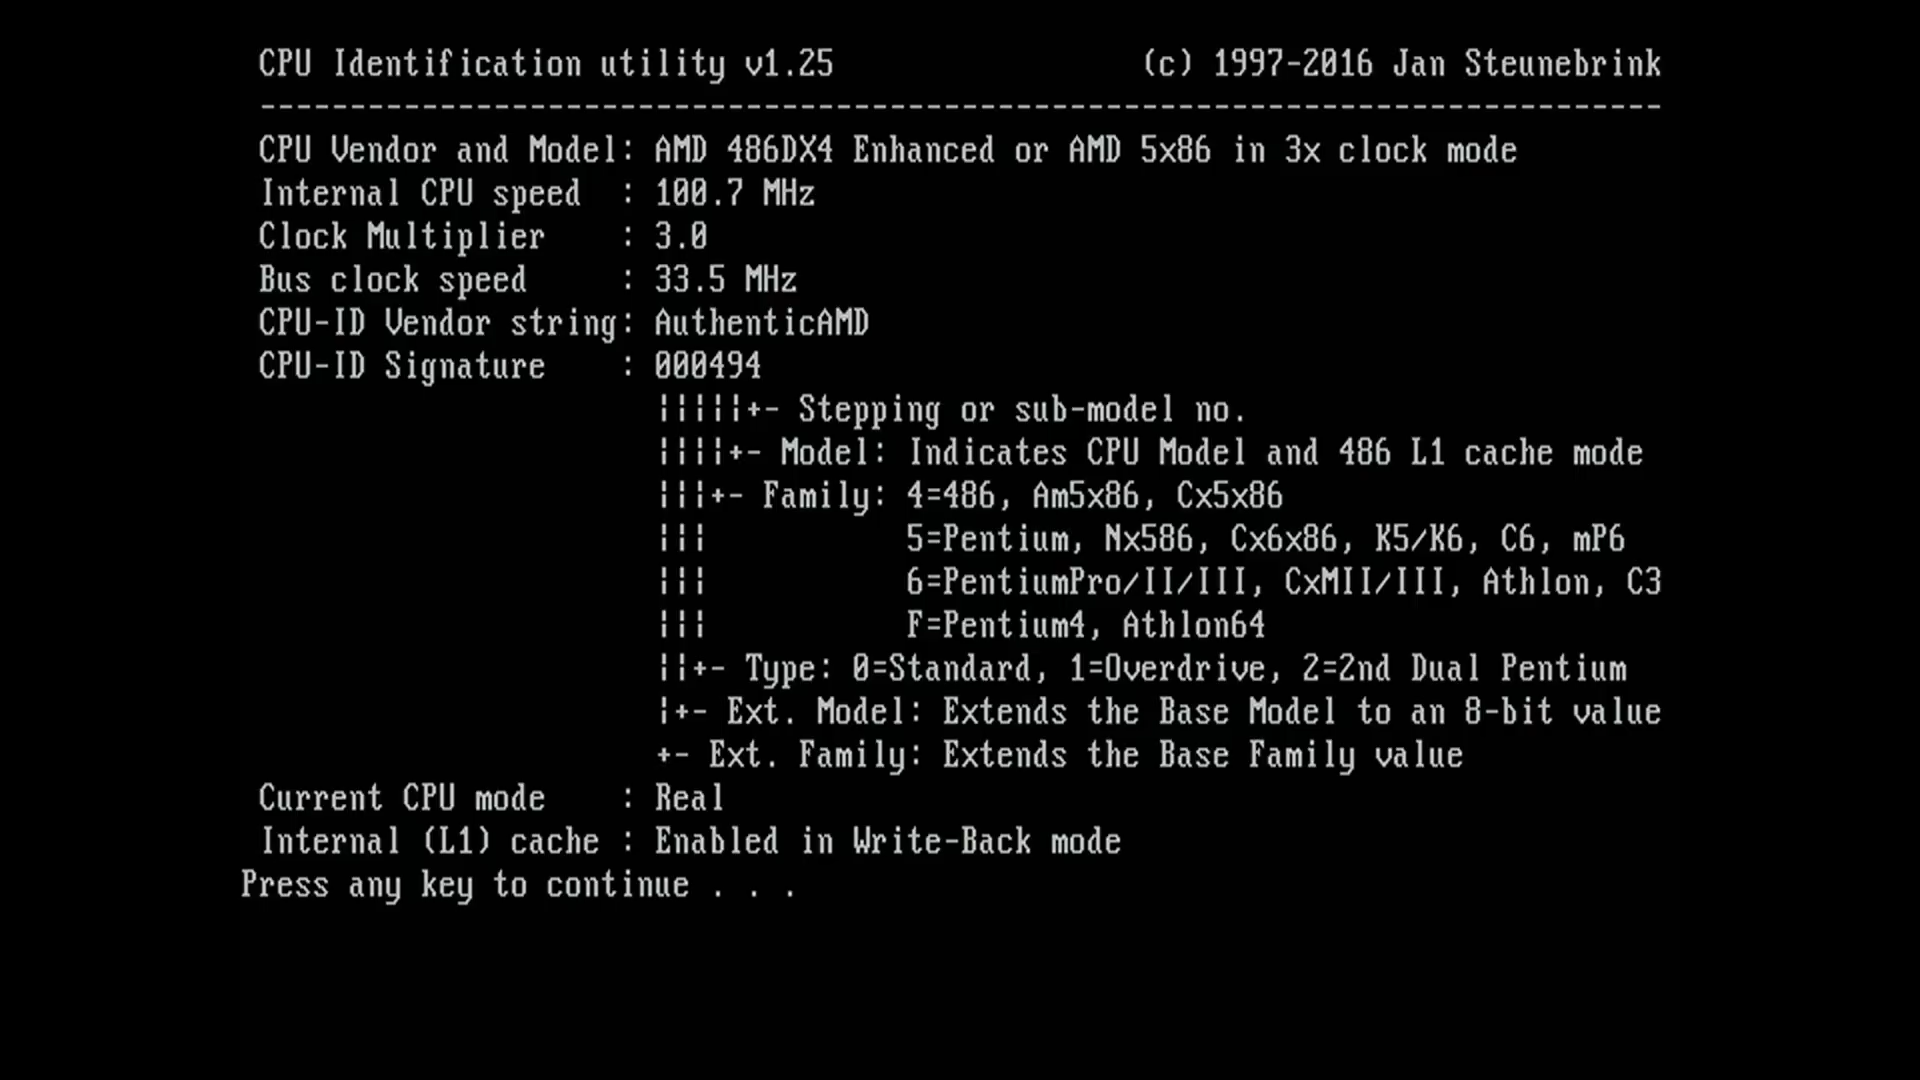 CPU Identification utility v1.25 (c) 1997-2016 Jan Steunebrink
------------------------------------------------------------------------------
CPU Vendor and Model: AMD 486DX4 Enhanced or AMD 5x86 in 3x clock mode
Internal CPU speed : 100.7 MHz
Clock Multiplier : 3.0
Bus clock speed : 33.5 MHz
CPU-ID Vendor string: AuthenticAMD
CPU-ID Signature : 000494
|||||+- Stepping or sub-model no.
||||+- Model: Indicates CPU Model and 486 L1 cache mode
|||+- Family: 4=486, Am5x86, Cx5x86
||| 5=Pentium, Nx586, Cx6x86, K5/K6, C6, mP6
||| 6=PentiumPro/II/III, CxMII/III, Athlon, C3
||| F=Pentium4, Athlon64
||+- Type: 0=Standard, 1=Overdrive, 2=2nd Dual Pentium
|+- Ext. Model: Extends the Base Model to an 8-bit value
+- Ext. Family: Extends the Base Family value
Current CPU mode : Real
Internal (L1) cache : Enabled in Write-Back mode
Press any key to continue . . .